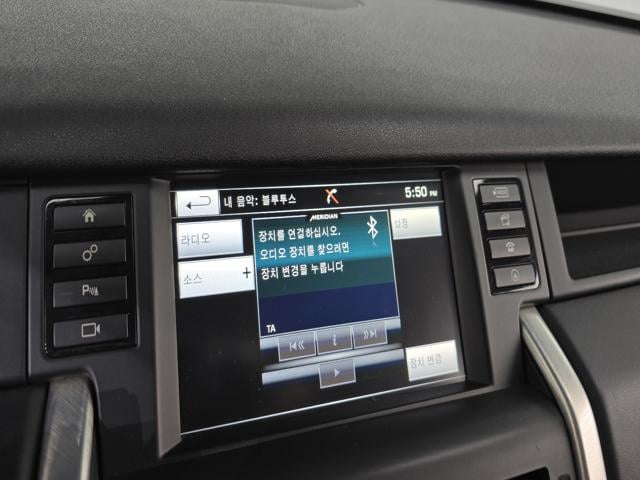 내 음악: 블루투스
5:50 PM
MERIDIAN
라디오
설정
장치를 연결하십시오.
오디오 장치를 찾으려면
장치 변경을 누릅니다
소스 +
TA
i
장치 변경
P